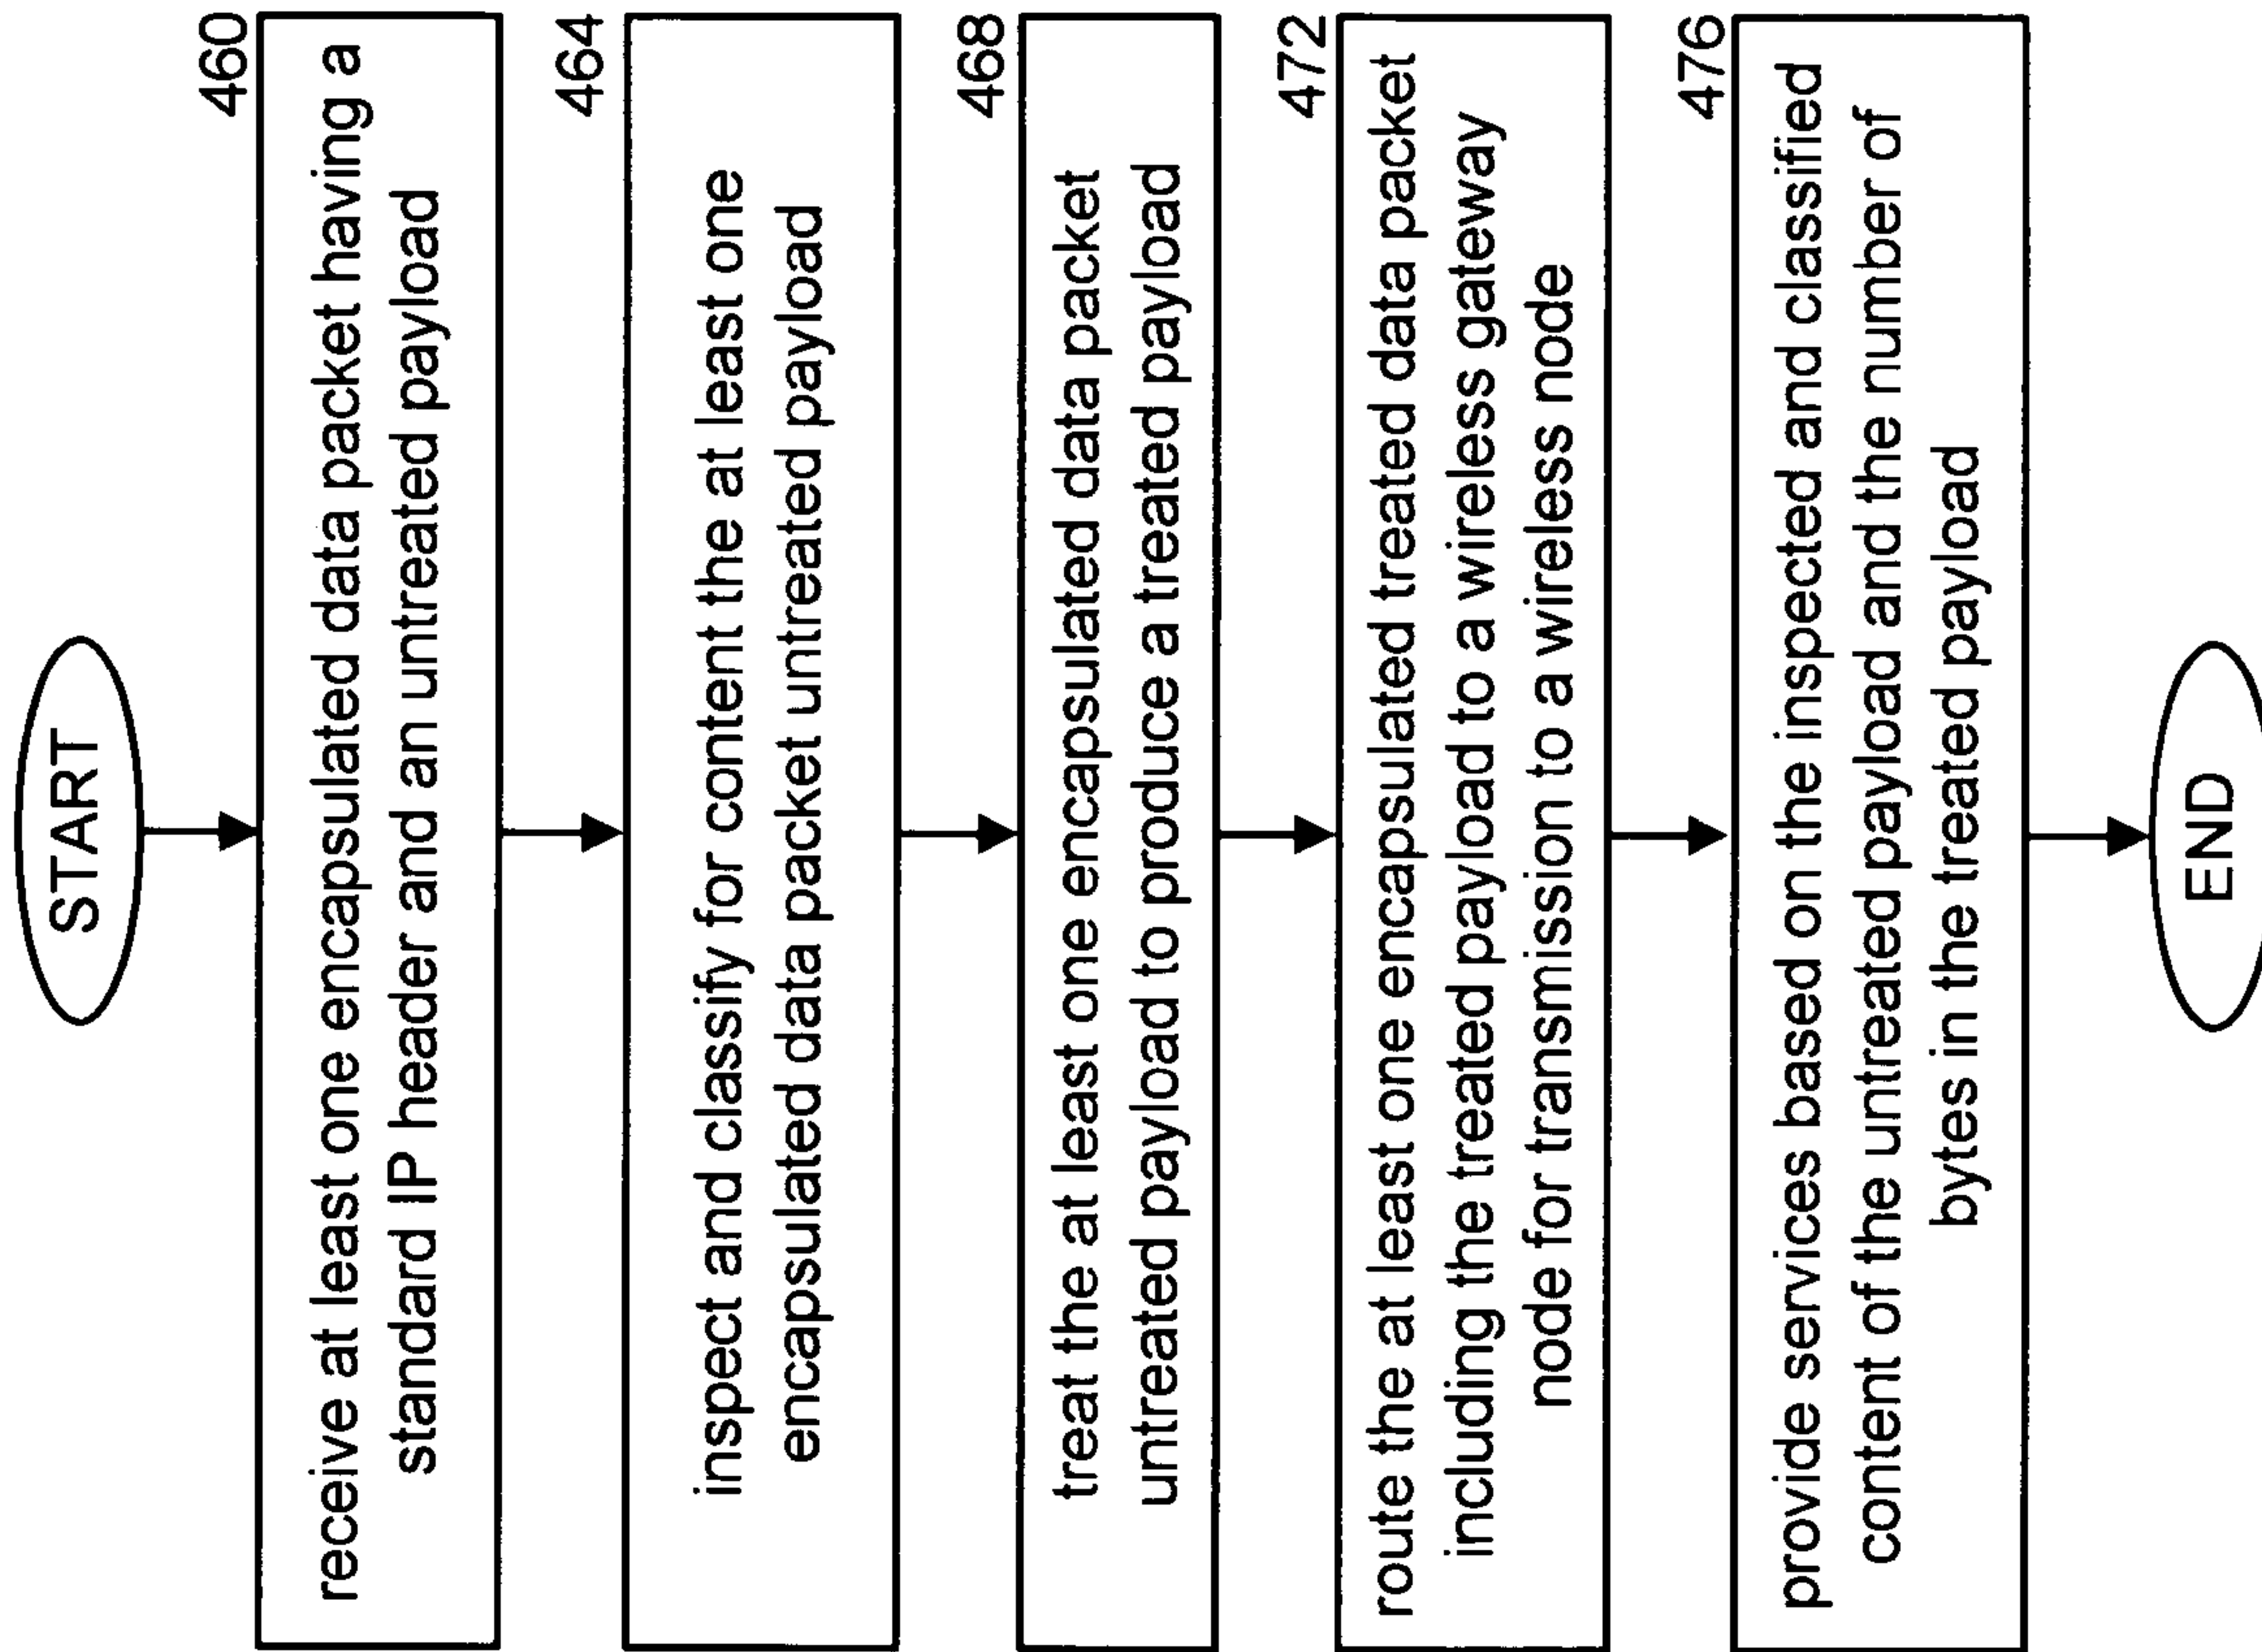 START
460
receive at least one encapsulated data packet having a
standard IP header and an untreated payload
464
inspect and classify for content the at least one
encapsulated data packet untreated payload
468
treat the at least one encapsulated data packet
untreated payload to produce a treated payload
472
route the at least one encapsulated treated data packet
including the treated payload to a wireless gateway
node for transmission to a wireless node
476
provide services based on the inspected and classified
content of the untreated payload and the number of
bytes in the treated payload
END